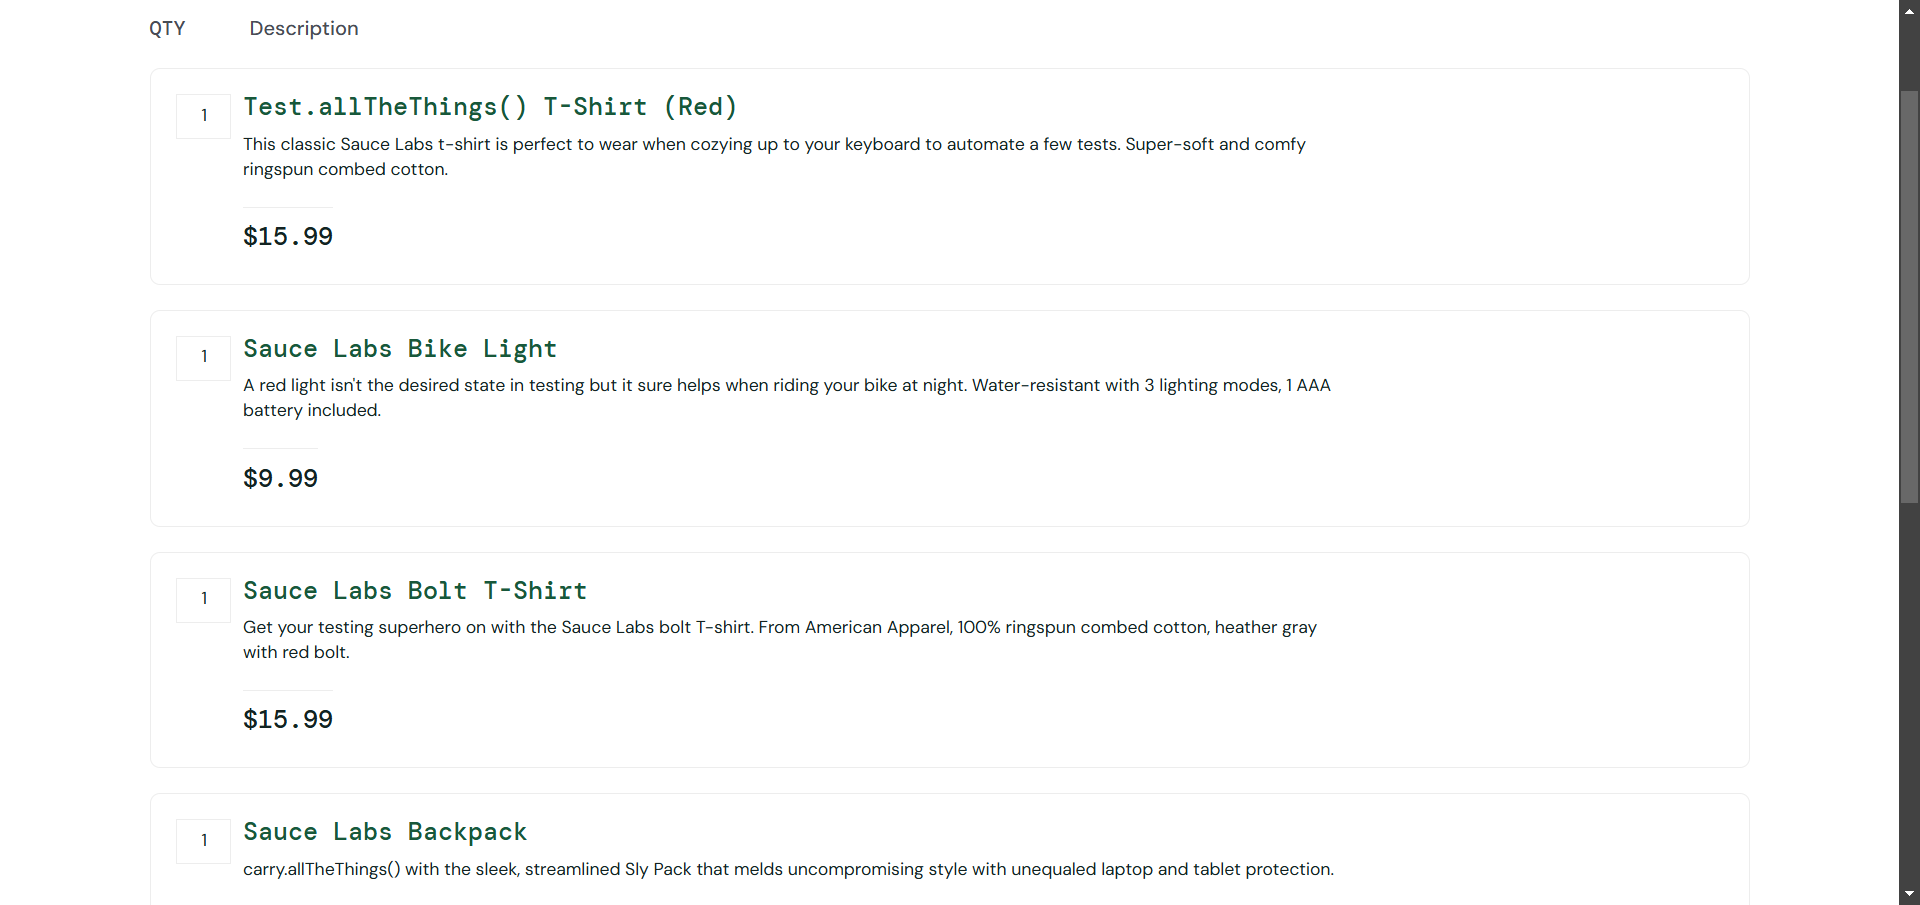 QTY Description
1 Test.allTheThings() T-Shirt (Red)
This classic Sauce Labs t-shirt is perfect to wear when cozying up to your keyboard to automate a few tests. Super-soft and comfy
ringspun combed cotton.
$15.99
1 Sauce Labs Bike Light
A red light isn't the desired state in testing but it sure helps when riding your bike at night. Water-resistant with 3 lighting modes, 1 AAA
battery included.
$9.99
1 Sauce Labs Bolt T-Shirt
Get your testing superhero on with the Sauce Labs bolt T-shirt. From American Apparel, 100% ringspun combed cotton, heather gray
with red bolt.
$15.99
1 Sauce Labs Backpack
carry.allTheThings() with the sleek, streamlined Sly Pack that melds uncompromising style with unequaled laptop and tablet protection.